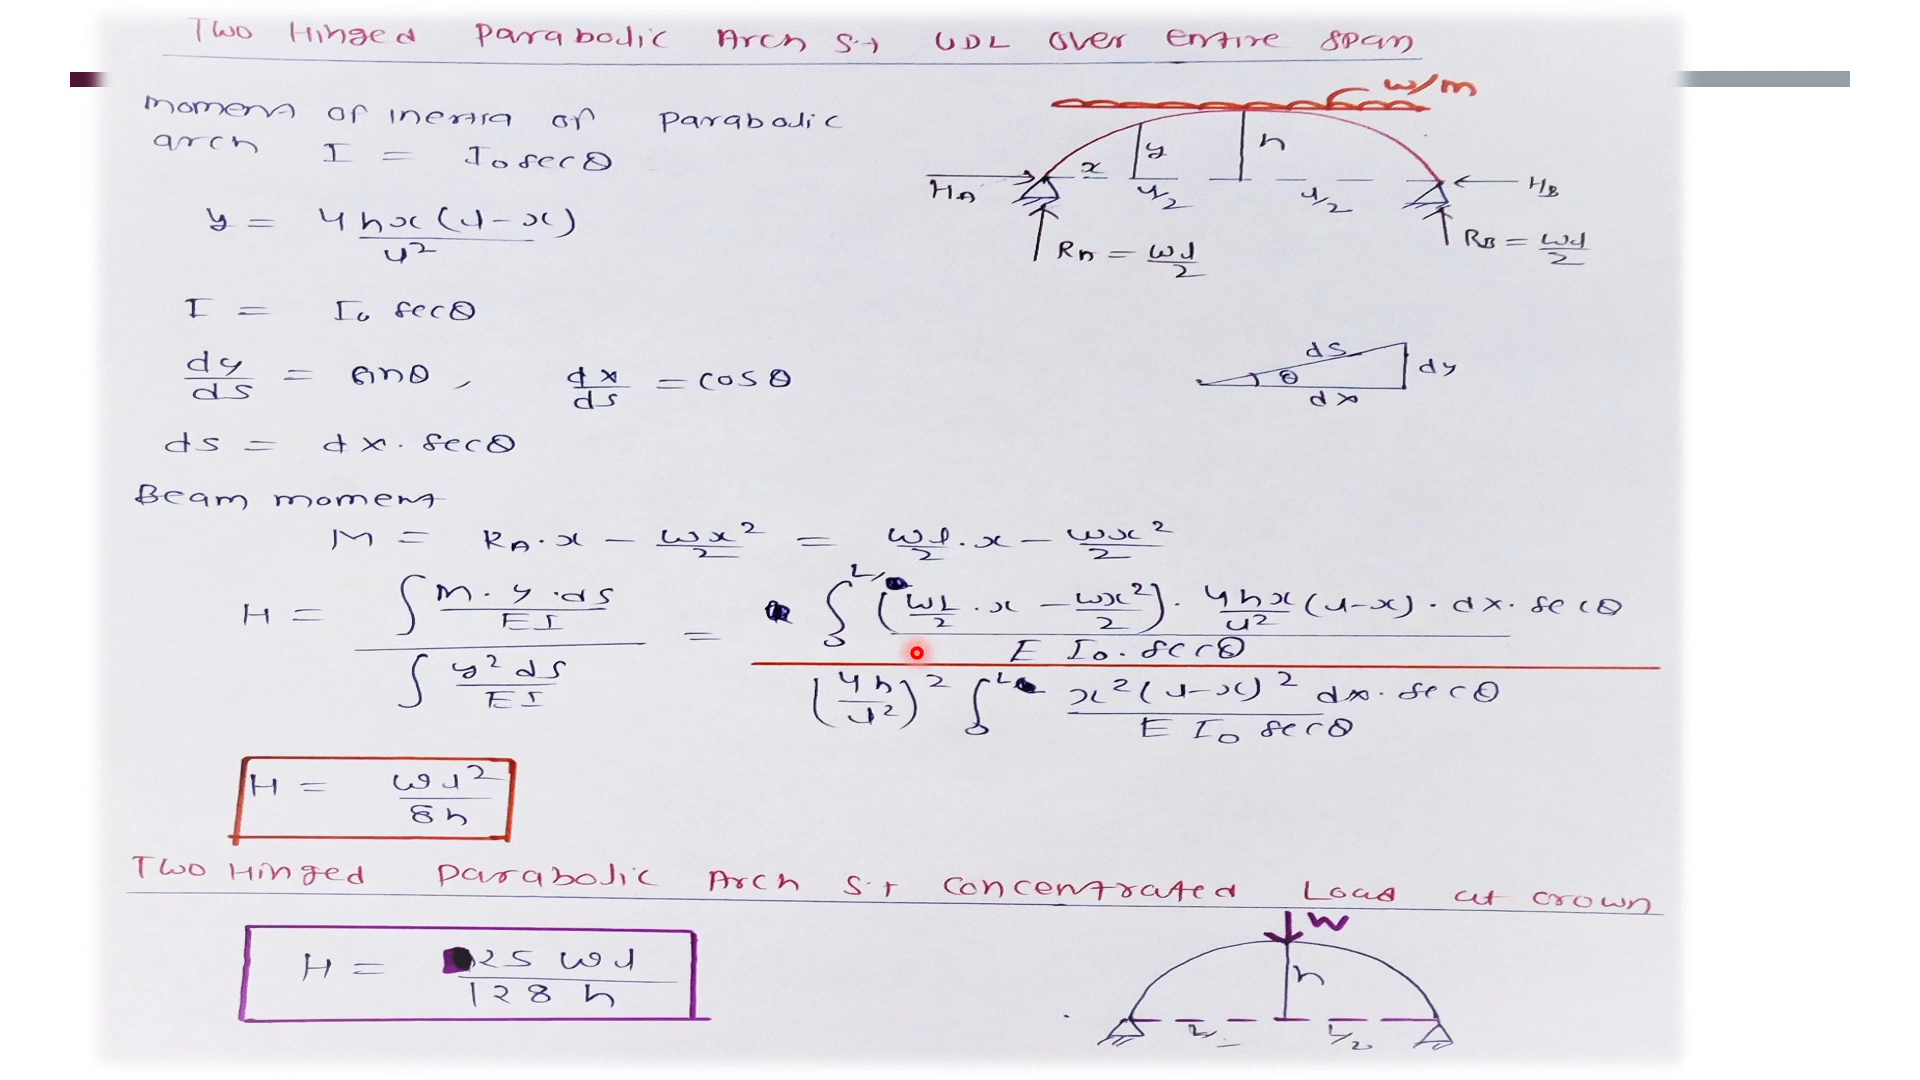 Two Hinged Parabolic Arch S.t UDL over entire span
w/m
moment of inertia of parabolic
arch I = I₀ secθ
h
y
x
l/2
l/2
H_A
H_B
R_A = wl/2
R_B = wl/2
y = 4hx(l-x)/l²
I = I₀ secθ
dy/ds = sinθ, dx/ds = cosθ
ds
dy
θ
dx
ds = dx. secθ
Beam moment
M = R_A.x - wx²/2 = wl/2.x - wx²/2
H = ∫ M.y.ds/EI / ∫ y² ds/EI = ∫₀ᴸ (wl/2.x - wx²/2). 4hx/l² (l-x). dx. secθ / E I₀. secθ / (4h/l²)² ∫₀ᴸ x²(l-x)² dx. secθ / E I₀ secθ
H = wl²/8h
Two Hinged Parabolic Arch S.t Concentrated Load at crown
W
H = 25 wl/128 h
h
L/2